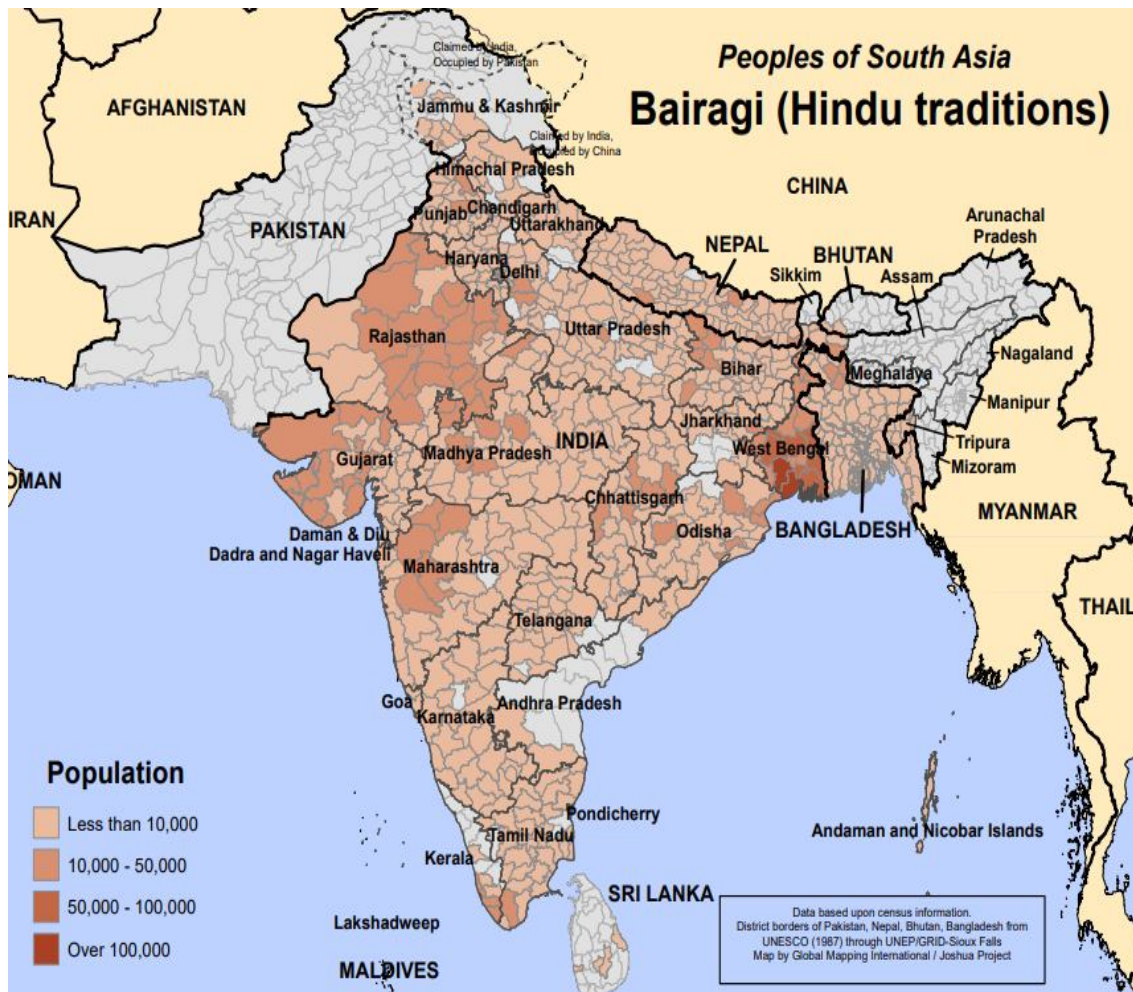 Peoples of South Asia
Bairagi (Hindu traditions)
Claimed by India,
Occupied by Pakistan
AFGHANISTAN
Jammu & Kashmir
Claimed by India,
Occupied by China
Himachal Pradesh
CHINA
IRAN
PAKISTAN
Punjab
Chandigarh
Uttarakhand
Arunachal
Pradesh
NEPAL
BHUTAN
Sikkim
Assam
Haryana
Delhi
Rajasthan
Uttar Pradesh
Bihar
Meghalaya
Nagaland
Manipur
Jharkhand
INDIA
West Bengal
Tripura
Mizoram
Gujarat
Madhya Pradesh
OMAN
Chhattisgarh
MYANMAR
Odisha
BANGLADESH
Daman & Diu
Dadra and Nagar Haveli
Maharashtra
THAIL
Telangana
Goa
Karnataka
Andhra Pradesh
Population
Less than 10,000
10,000 - 50,000
50,000 - 100,000
Over 100,000
Pondicherry
Tamil Nadu
Andaman and Nicobar Islands
Kerala
SRI LANKA
Lakshadweep
MALDIVES
Data based upon census information.
District borders of Pakistan, Nepal, Bhutan, Bangladesh from
UNESCO (1987) through UNEP/GRID-Sioux Falls
Map by Global Mapping International / Joshua Project